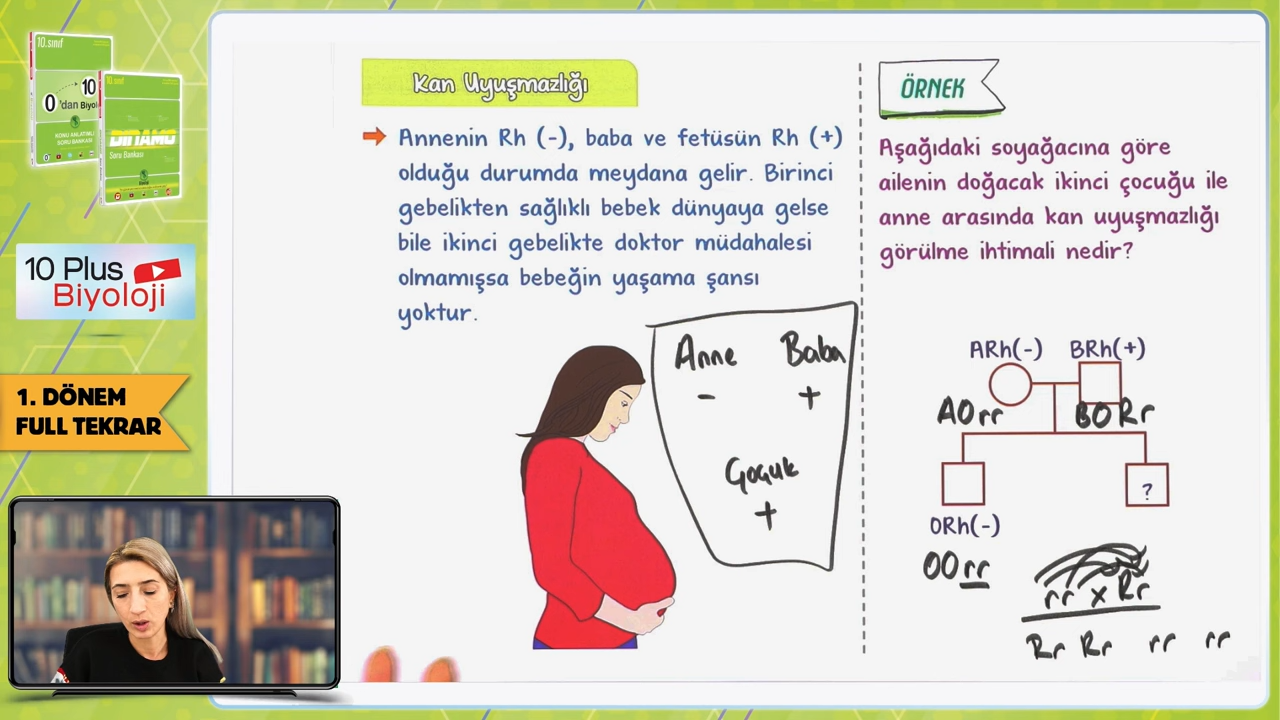 10.sınıf
0
10
'dan Biyol
KONU ANLATIMLI
SORU BANKASI
10.sınıf
DİNAMO
Soru Bankası
10 Plus
Biyoloji
1. DÖNEM
FULL TEKRAR
Kan Uyuşmazlığı
Annenin Rh (-), baba ve fetüsün Rh (+)
olduğu durumda meydana gelir. Birinci
gebelikten sağlıklı bebek dünyaya gelse
bile ikinci gebelikte doktor müdahalesi
olmamışsa bebeğin yaşama şansı
yoktur.
Anne Baba
- +
Çocuk
+
ÖRNEK
Aşağıdaki soyağacına göre
ailenin doğacak ikinci çocuğu ile
anne arasında kan uyuşmazlığı
görülme ihtimali nedir?
ARh(-) BRh(+)
AOrr BORr
?
ORh(-)
OOrr
rr x Rr
Rr Rr rr rr